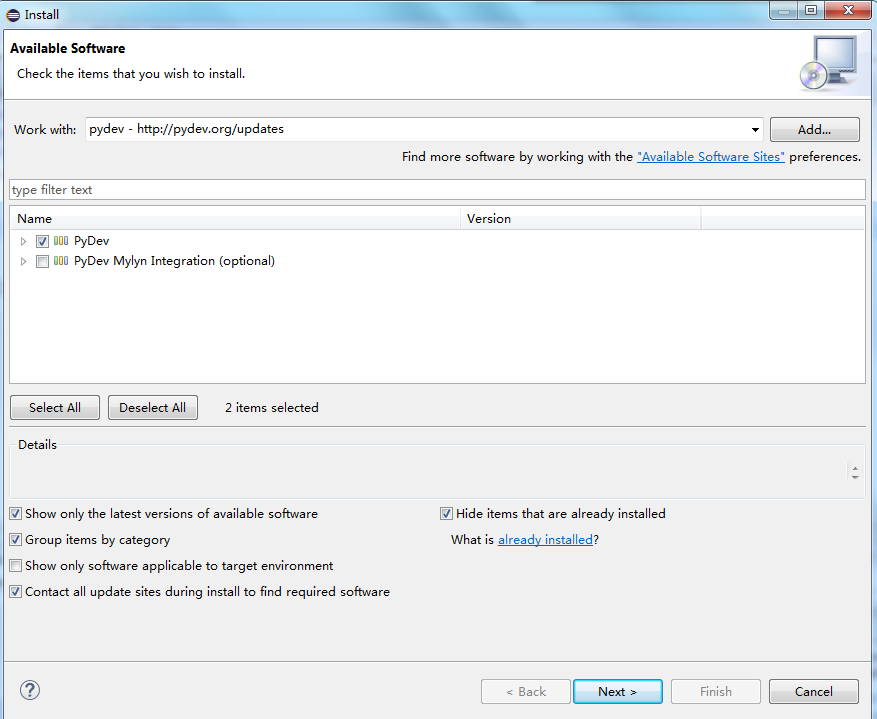 Install
Available Software
Check the items that you wish to install.
Work with: pydev - http://pydev.org/updates Add...
Find more software by working with the "Available Software Sites" preferences.
type filter text
Name Version
PyDev
PyDev Mylyn Integration (optional)
Select All Deselect All 2 items selected
Details
Show only the latest versions of available software Hide items that are already installed
Group items by category What is already installed?
Show only software applicable to target environment
Contact all update sites during install to find required software
? < Back Next > Finish Cancel